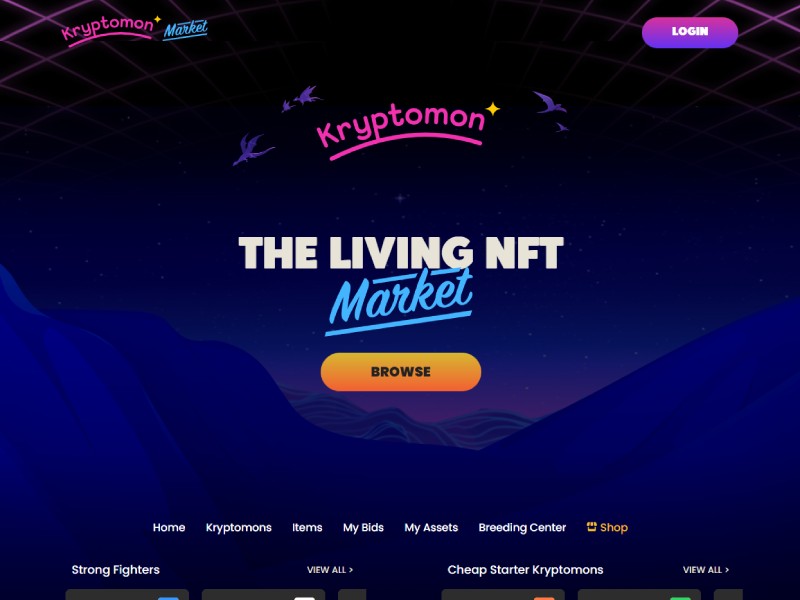 Kryptomon Market
LOGIN
Kryptomon
THE LIVING NFT
Market
BROWSE
Home Kryptomons Items My Bids My Assets Breeding Center Shop
Strong Fighters VIEW ALL > Cheap Starter Kryptomons VIEW ALL >